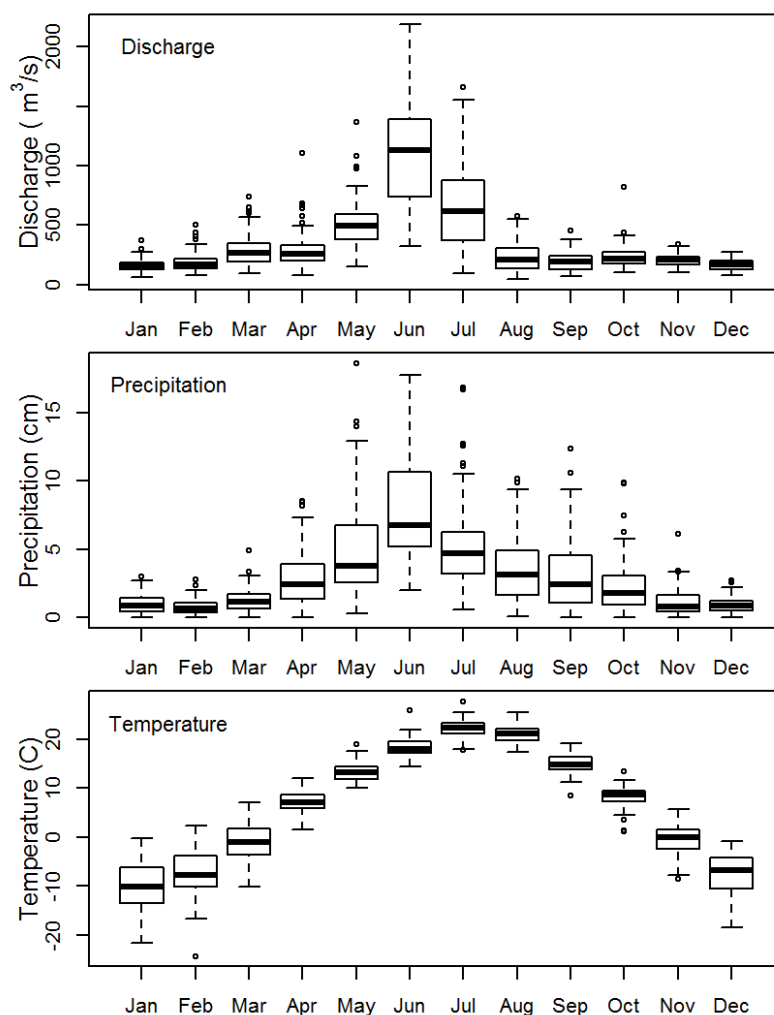 Discharge
Discharge ( m³/s)
2000
1000
500
0
Jan Feb Mar Apr May Jun Jul Aug Sep Oct Nov Dec
Precipitation
Precipitation (cm)
15
10
5
0
Jan Feb Mar Apr May Jun Jul Aug Sep Oct Nov Dec
Temperature
Temperature (C)
20
10
0
-10
-20
Jan Feb Mar Apr May Jun Jul Aug Sep Oct Nov Dec